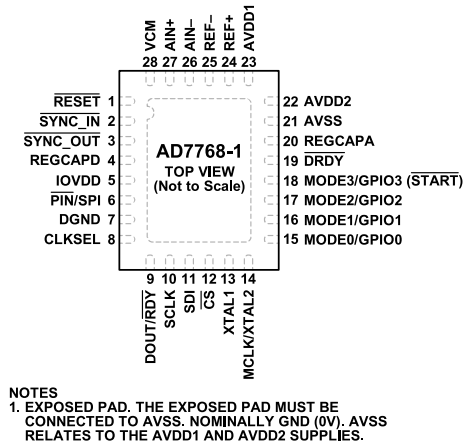 28 VCM
27 AIN+
26 AIN–
25 REF–
24 REF+
23 AVDD1
RESET 1
SYNC_IN 2
SYNC_OUT 3
REGCAPD 4
IOVDD 5
PIN/SPI 6
DGND 7
CLKSEL 8
AD7768-1
TOP VIEW
(Not to Scale)
22 AVDD2
21 AVSS
20 REGCAPA
19 DRDY
18 MODE3/GPIO3 (START)
17 MODE2/GPIO2
16 MODE1/GPIO1
15 MODE0/GPIO0
DOUT/RDY 9
SCLK 10
SDI 11
CS 12
XTAL1 13
MCLK/XTAL2 14
NOTES
1. EXPOSED PAD. THE EXPOSED PAD MUST BE
CONNECTED TO AVSS. NOMINALLY GND (0V). AVSS
RELATES TO THE AVDD1 AND AVDD2 SUPPLIES.